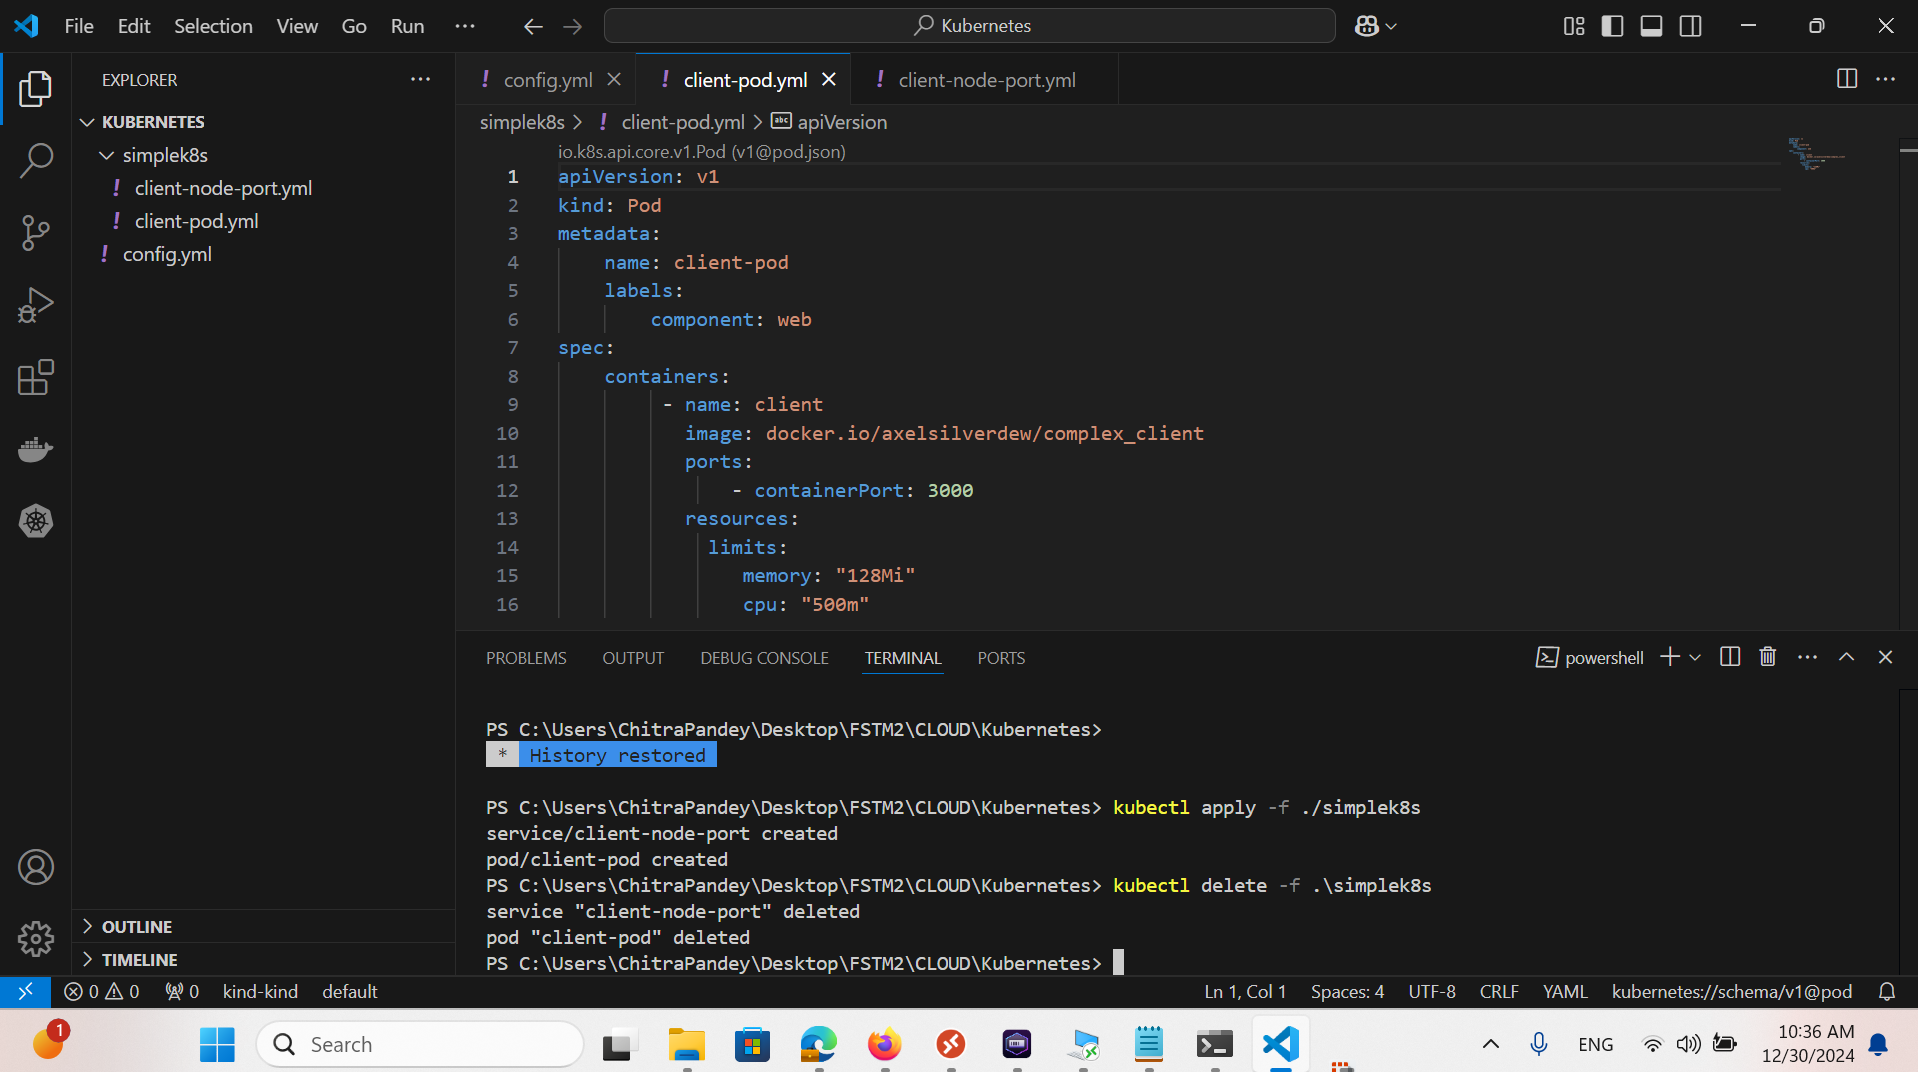 File Edit Selection View Go Run ··· Kubernetes
EXPLORER ···
KUBERNETES
simplek8s
! client-node-port.yml
! client-pod.yml
! config.yml
OUTLINE
TIMELINE
! config.yml ! client-pod.yml ! client-node-port.yml
simplek8s > ! client-pod.yml > abc apiVersion
io.k8s.api.core.v1.Pod (v1@pod.json)
1 apiVersion: v1
2 kind: Pod
3 metadata:
4 name: client-pod
5 labels:
6 component: web
7 spec:
8 containers:
9 - name: client
10 image: docker.io/axelsilverdew/complex_client
11 ports:
12 - containerPort: 3000
13 resources:
14 limits:
15 memory: "128Mi"
16 cpu: "500m"
PROBLEMS OUTPUT DEBUG CONSOLE TERMINAL PORTS powershell
PS C:\Users\ChitraPandey\Desktop\FSTM2\CLOUD\Kubernetes>
* History restored
PS C:\Users\ChitraPandey\Desktop\FSTM2\CLOUD\Kubernetes> kubectl apply -f ./simplek8s
service/client-node-port created
pod/client-pod created
PS C:\Users\ChitraPandey\Desktop\FSTM2\CLOUD\Kubernetes> kubectl delete -f .\simplek8s
service "client-node-port" deleted
pod "client-pod" deleted
PS C:\Users\ChitraPandey\Desktop\FSTM2\CLOUD\Kubernetes>
0 0 0 kind-kind default Ln 1, Col 1 Spaces: 4 UTF-8 CRLF YAML kubernetes://schema/v1@pod
1 Search ENG 10:36 AM
12/30/2024